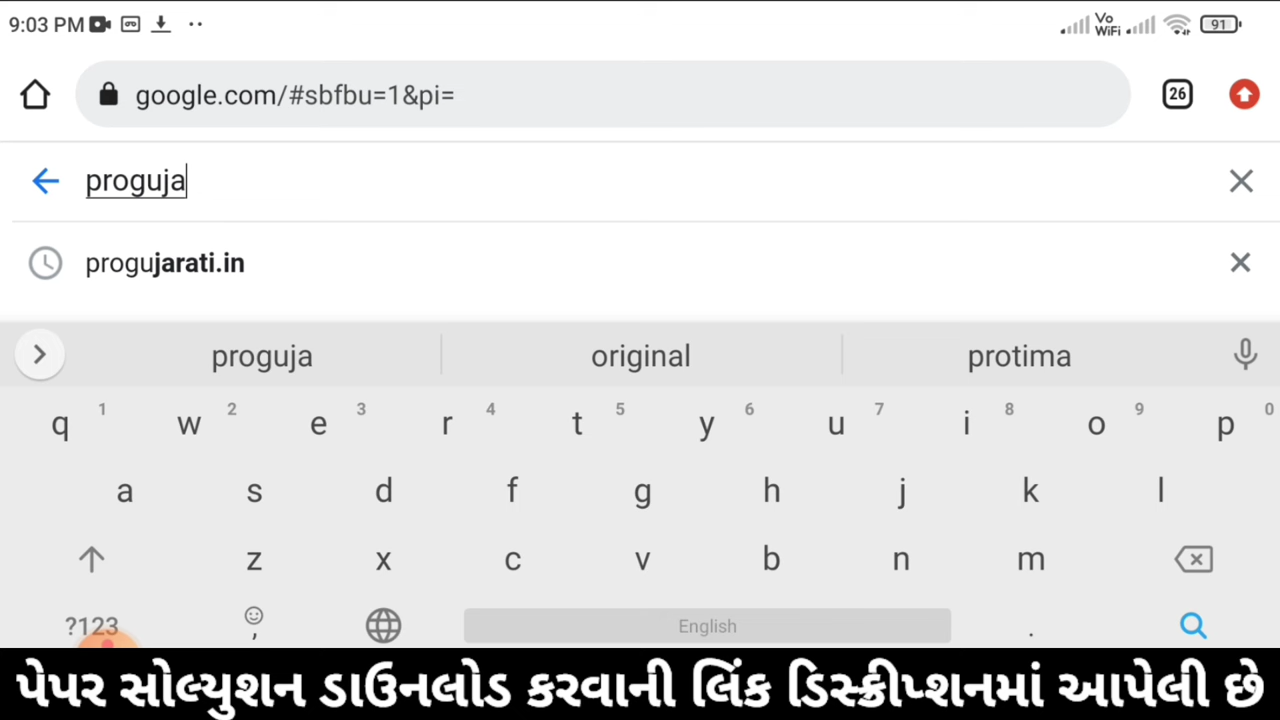 9:03 PM
Vo WiFi 91
google.com/#sbfbu=1&pi=
26
proguja
progujarati.in
proguja original protima
q 1 w 2 e 3 r 4 t 5 y 6 u 7 i 8 o 9 p 0
a s d f g h j k l
z x c v b n m
?123 , English .
પેપર સોલ્યુશન ડાઉનલોડ કરવાની લિંક ડિસ્ક્રીપ્શનમાં આપેલી છે